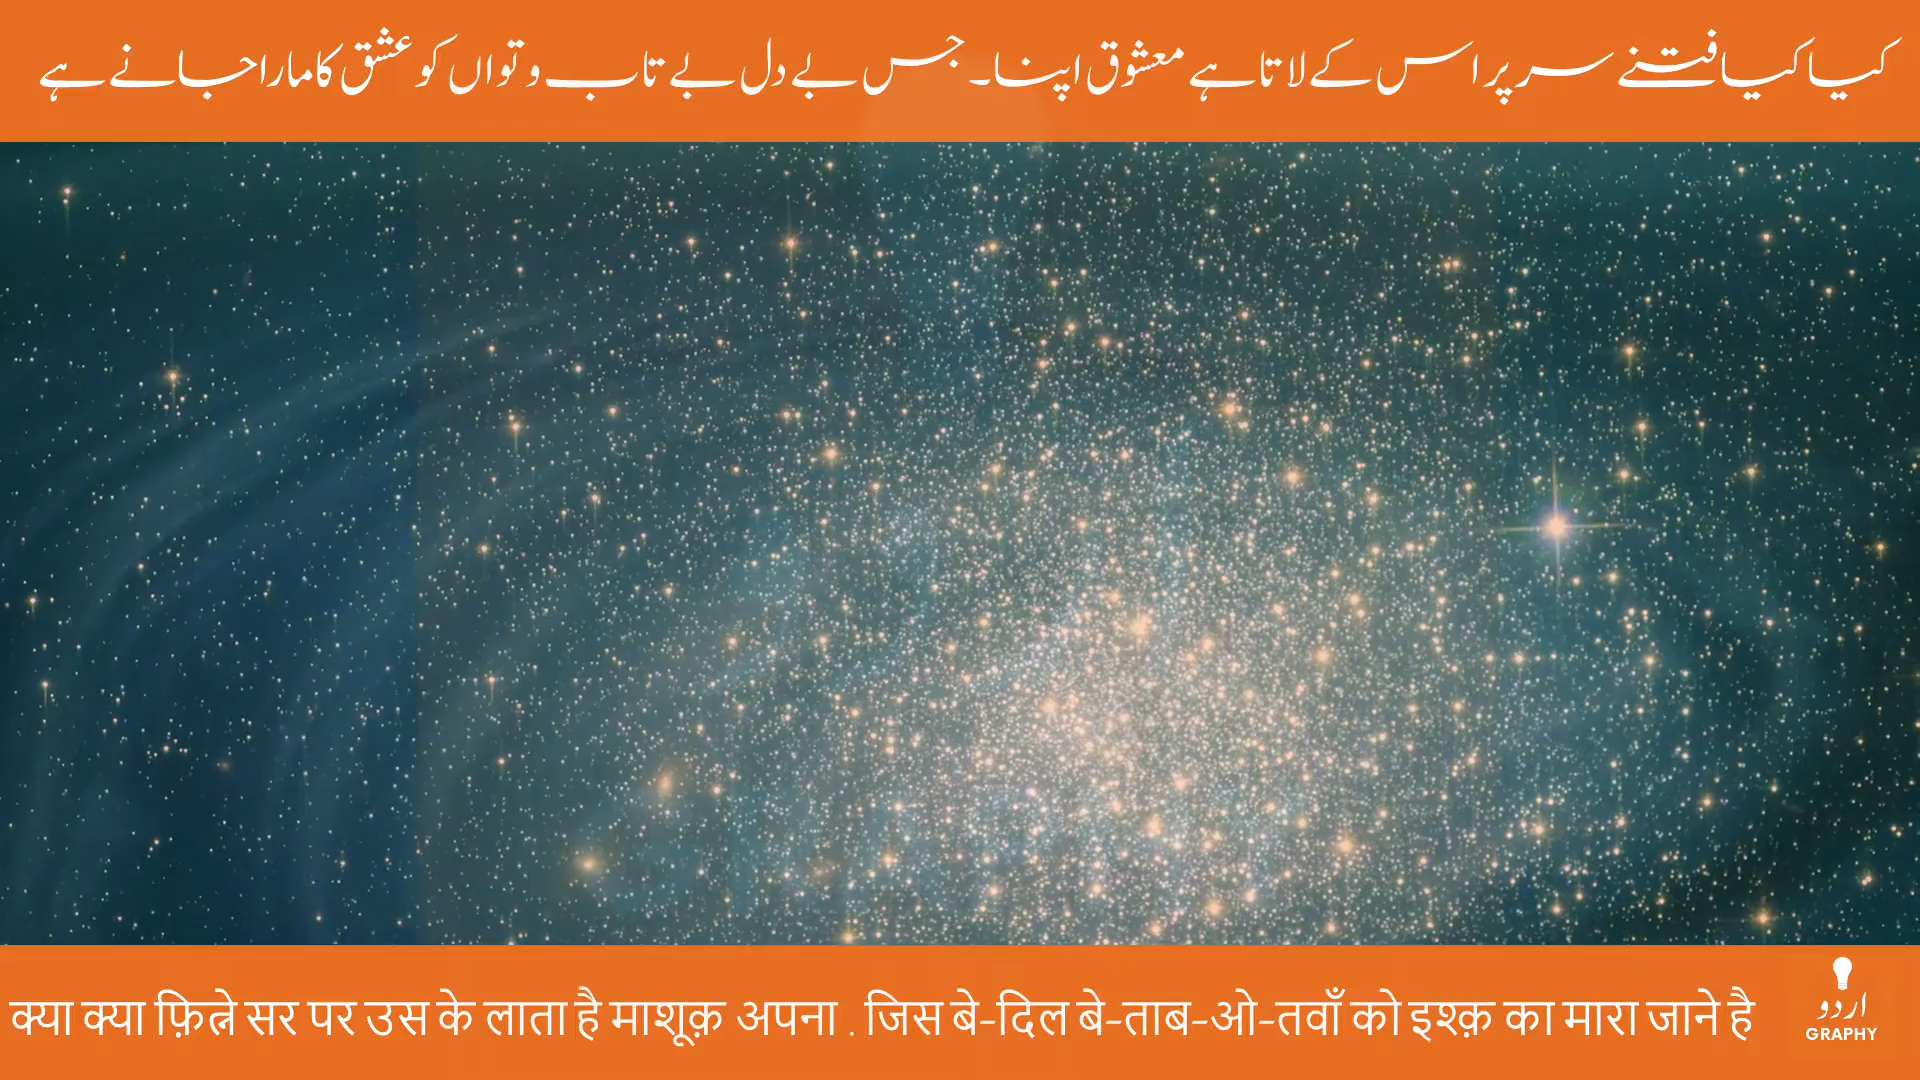 کیا کیا فتنے سر پر اس کے لاتا ہے معشوق اپنا۔ جس بے دل بے تاب و تواں کو عشق کا مارا جانے ہے
क्या क्या फ़ित्ने सर पर उस के लाता है माशूक़ अपना . जिस बे-दिल बे-ताब-ओ-तवाँ को इश्क़ का मारा जाने है
اردو
GRAPHY